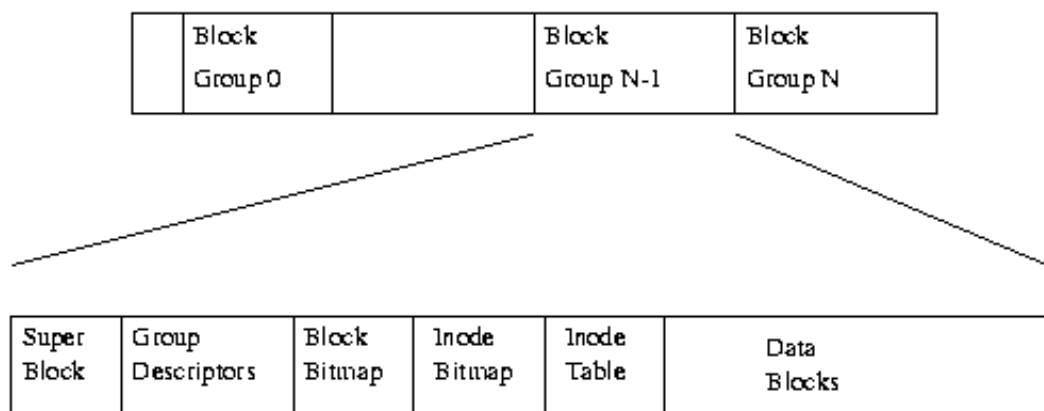 Block
Group 0
Block
Group N-1
Block
Group N
Super
Block
Group
Descriptors
Block
Bitmap
Inode
Bitmap
Inode
Table
Data
Blocks